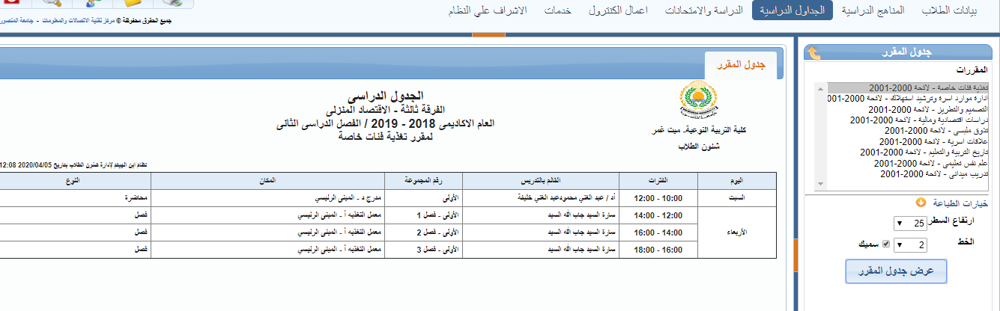 بيانات الطلاب المناهج الدراسية الجداول الدراسية الدراسة والامتحانات اعمال الكنترول خدمات الاشراف علي النظام
جميع الحقوق محفوظة © مركز تقنية الاتصالات والمعلومات - جامعة المنصور
جدول المقرر
المقررات
تغذية فئات خاصة - لائحة 2000-2001
ادارة موارد اسرة وترشيد استهلاك - لائحة 2000-2001
التصميم والتطريز - لائحة 2000-2001
دراسات اقتصادية ومالية - لائحة 2000-2001
تذوق ملبسى - لائحة 2000-2001
علاقات اسرية - لائحة 2000-2001
تاريخ التربية والتعليم - لائحة 2000-2001
علم نفس تعليمى - لائحة 2000-2001
تدريب ميدانى - لائحة 2000-2001
خيارات الطباعة
ارتفاع السطر 25
الخط 2 سميك
عرض جدول المقرر
جدول المقرر
كلية التربية النوعية- ميت غمر
شئون الطلاب
الجدول الدراسى
الفرقة ثالثة - الاقتصاد المنزلى
العام الاكاديمى 2018 - 2019 / الفصل الدراسى الثانى
لمقرر تغذية فئات خاصة
نظام ابن الهيثم لإدارة شئون الطلاب بتاريخ 2020/04/05 12:08
اليوم الفترات القائم بالتدريس رقم المجموعة المكان النوع
السبت 10:00 - 12:00 أد / عبد الغني محمودعبد الغني خليفة الأولى مدرج د - المبنى الرئيسي محاضرة
الأربعاء 12:00 - 14:00 سارة السيد جاب الله السيد الأولى - فصل 1 معمل التغذيه أ - المبنى الرئيسي فصل
14:00 - 16:00 سارة السيد جاب الله السيد الأولى - فصل 2 معمل التغذيه أ - المبنى الرئيسي فصل
16:00 - 18:00 سارة السيد جاب الله السيد الأولى - فصل 3 معمل التغذيه أ - المبنى الرئيسي فصل